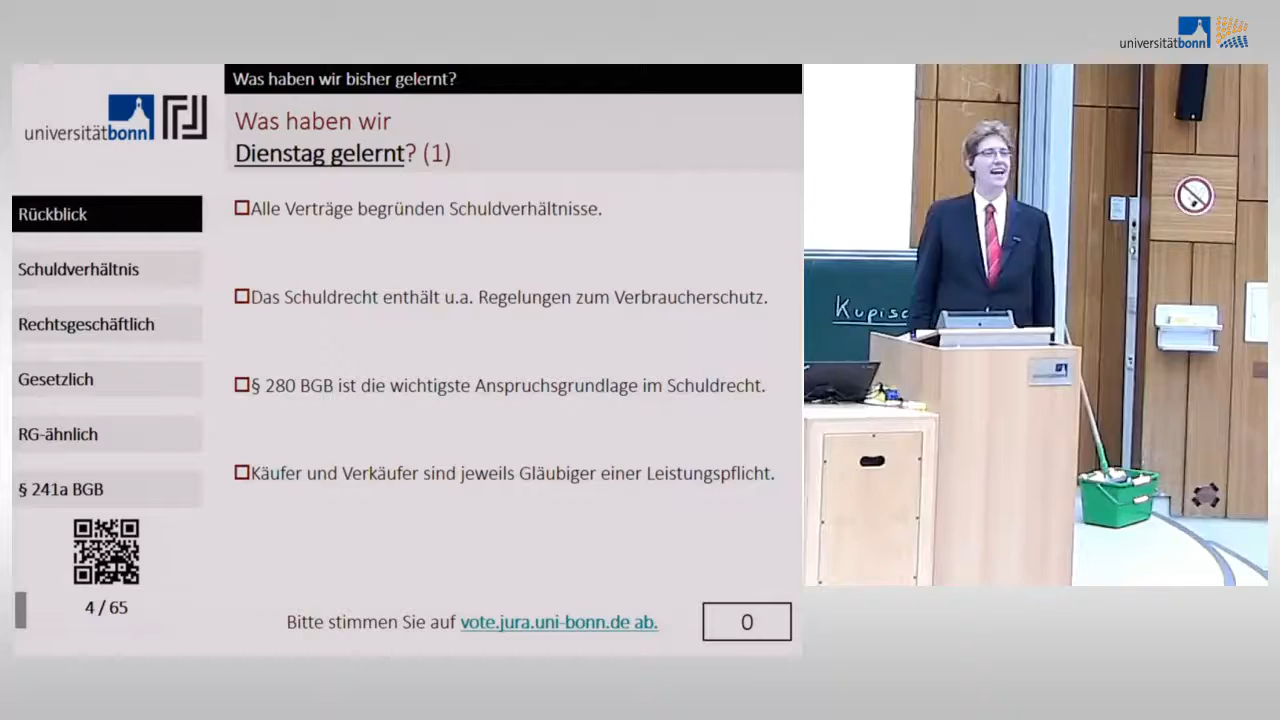 universitätbonn
Was haben wir bisher gelernt?
universitätbonn
Was haben wir
Dienstag gelernt? (1)
Rückblick
Schuldverhältnis
Rechtsgeschäftlich
Gesetzlich
RG-ähnlich
§ 241a BGB
4 / 65
Alle Verträge begründen Schuldverhältnisse.
Das Schuldrecht enthält u.a. Regelungen zum Verbraucherschutz.
§ 280 BGB ist die wichtigste Anspruchsgrundlage im Schuldrecht.
Käufer und Verkäufer sind jeweils Gläubiger einer Leistungspflicht.
Bitte stimmen Sie auf vote.jura.uni-bonn.de ab.
0